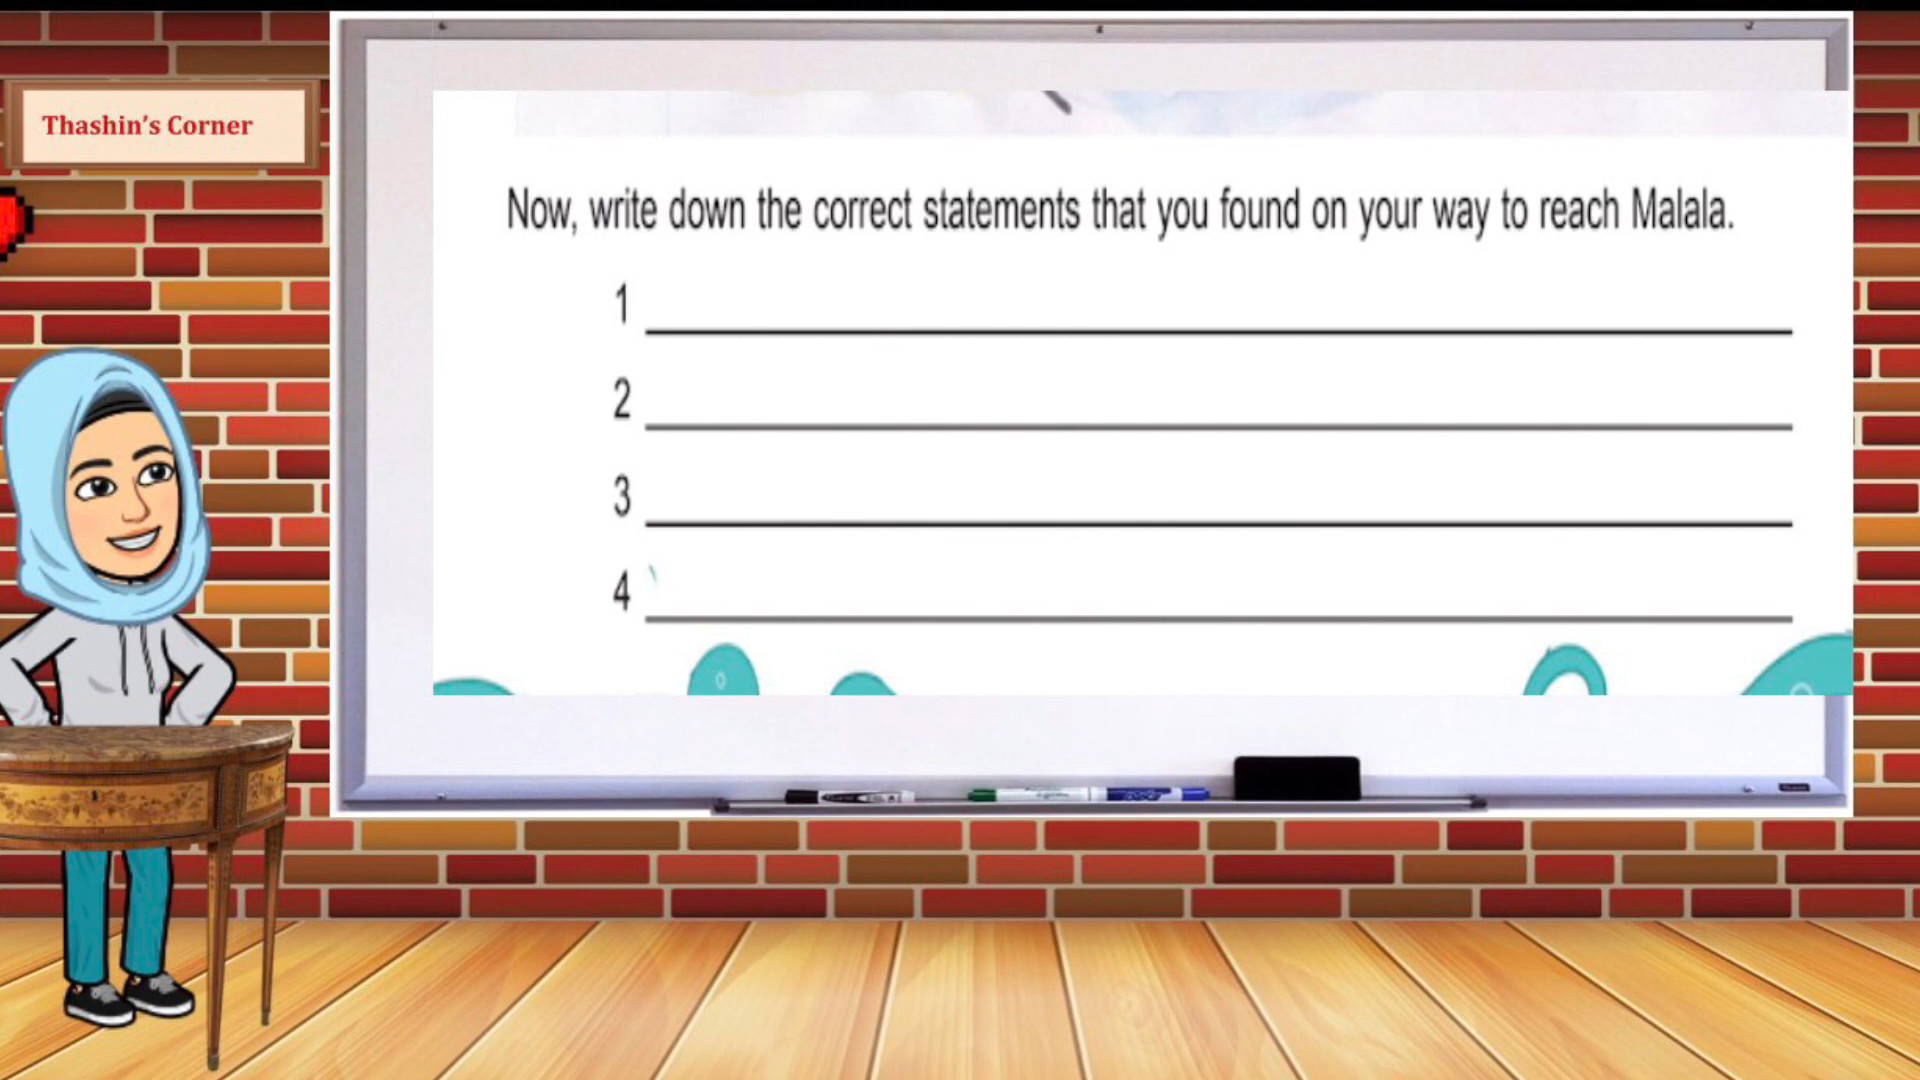 Thashin's Corner
Now, write down the correct statements that you found on your way to reach Malala.
1
2
3
4